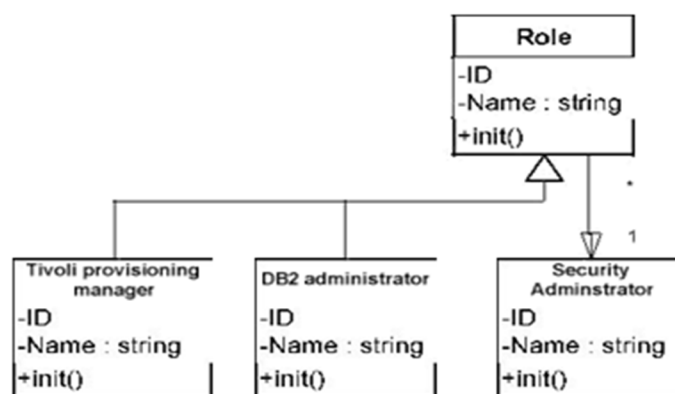 Role
-ID
-Name : string
+init()
*
1
Tivoli provisioning
manager
-ID
-Name : string
+init()
DB2 administrator
-ID
-Name : string
+init()
Security
Adminstrator
-ID
-Name : string
+init()